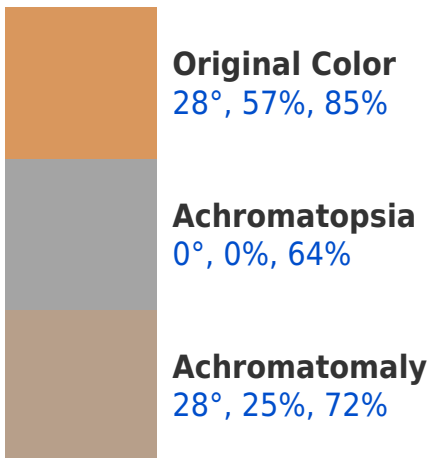 Original Color
28°, 57%, 85%
Achromatopsia
0°, 0%, 64%
Achromatomaly
28°, 25%, 72%